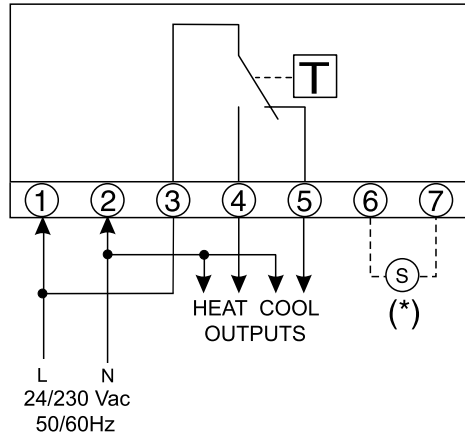 T
1 2 3 4 5 6 7
S
(*)
HEAT COOL
OUTPUTS
L N
24/230 Vac
50/60Hz